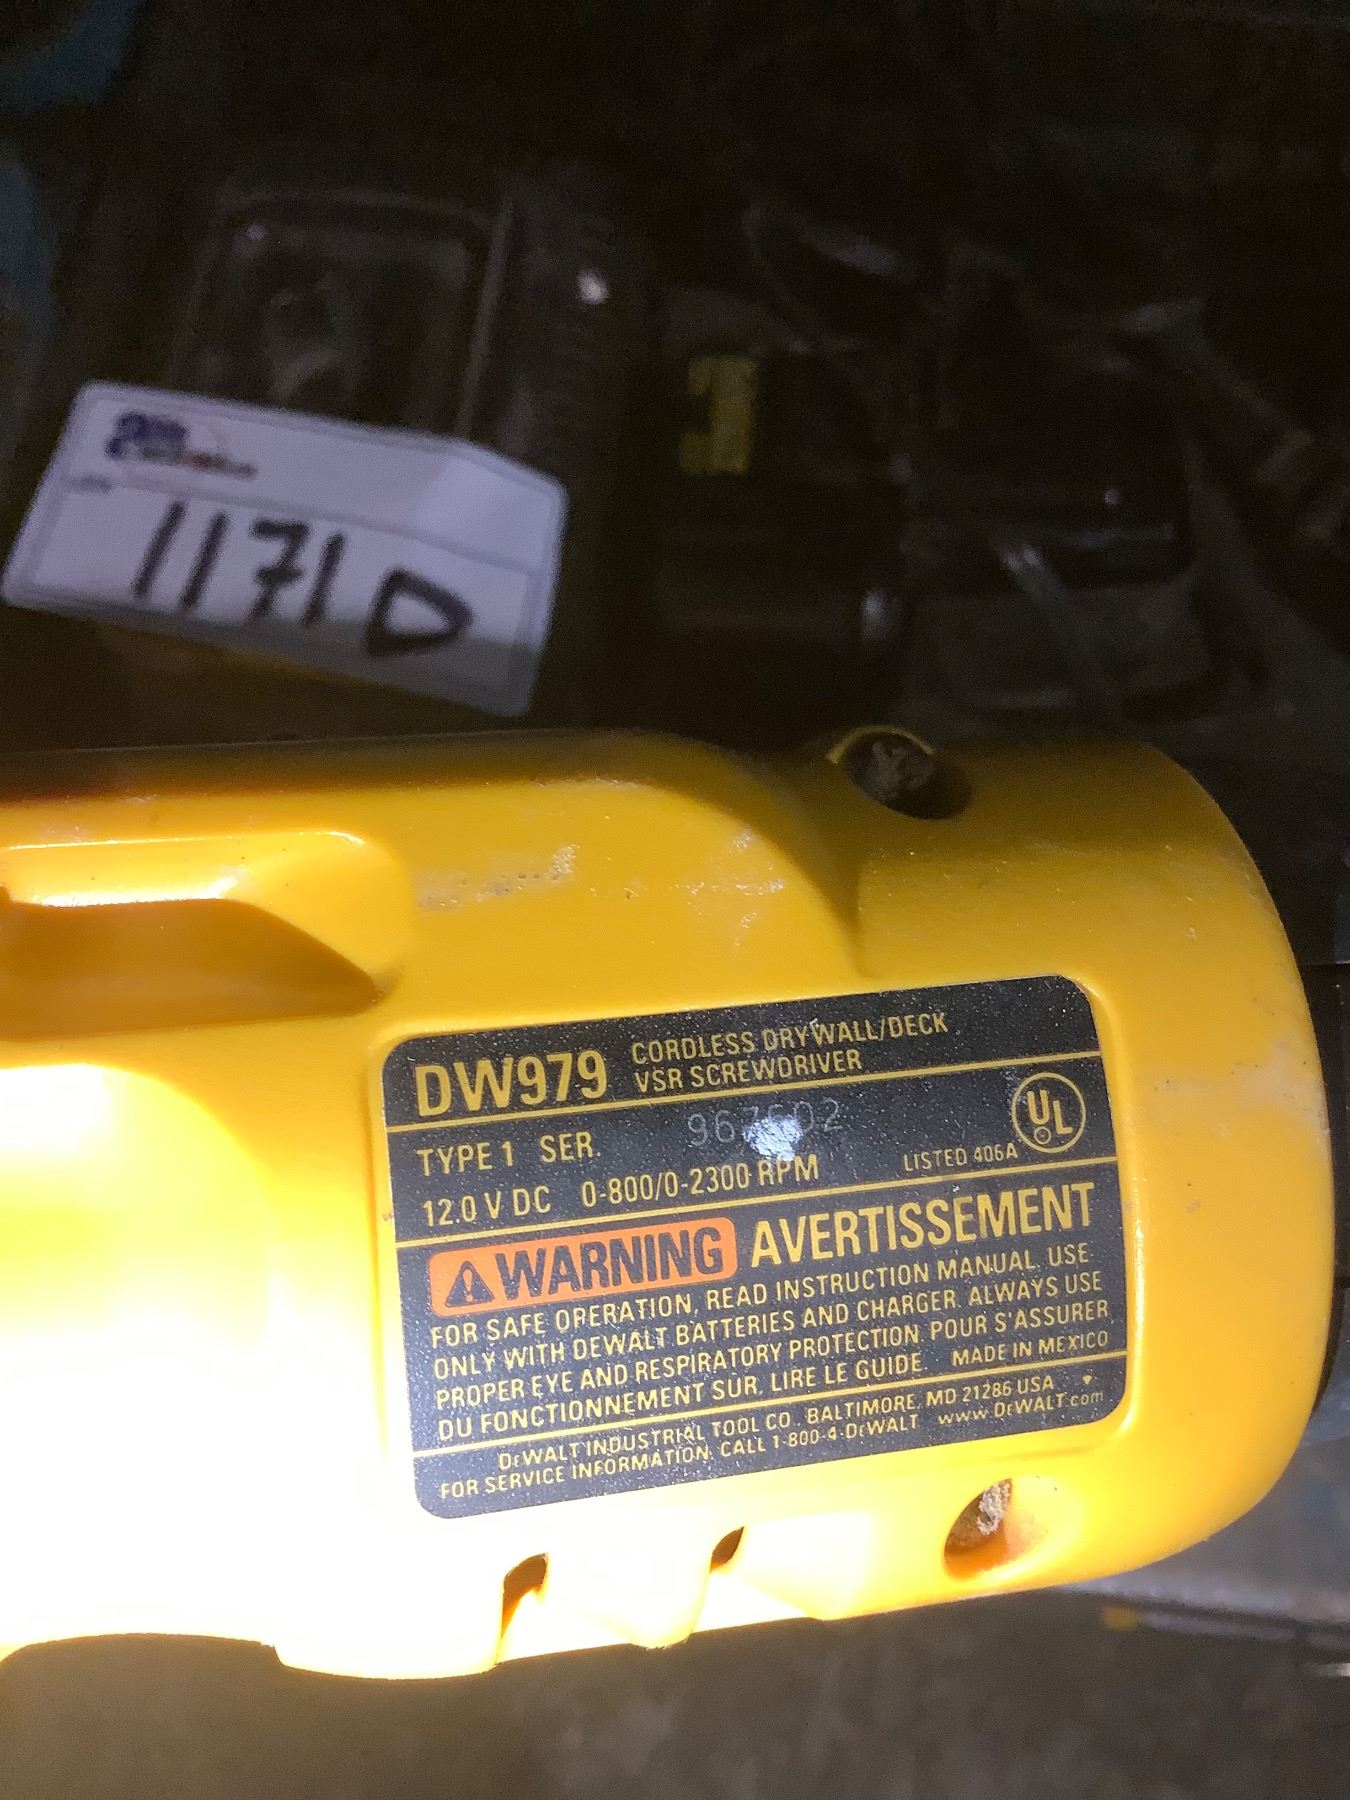 1171D
DW979 CORDLESS DRYWALL/DECK
VSR SCREWDRIVER
TYPE 1 SER.
12.0 V DC 0-800/0-2300 RPM
LISTED 406A
UL
WARNING AVERTISSEMENT
FOR SAFE OPERATION, READ INSTRUCTION MANUAL. USE
ONLY WITH DEWALT BATTERIES AND CHARGER. ALWAYS USE
PROPER EYE AND RESPIRATORY PROTECTION. POUR S'ASSURER
DU FONCTIONNEMENT SUR, LIRE LE GUIDE. MADE IN MEXICO
DEWALT INDUSTRIAL TOOL CO., BALTIMORE, MD 21286 USA
FOR SERVICE INFORMATION, CALL 1-800-4-DEWALT www.DEWALT.com